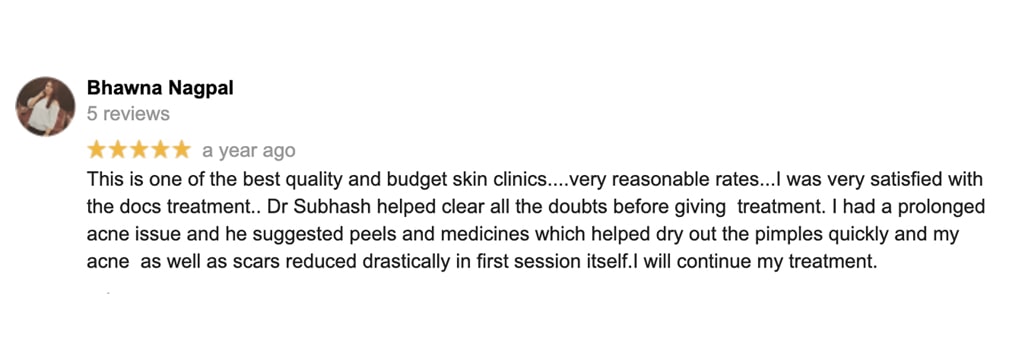 Bhawna Nagpal
5 reviews
a year ago
This is one of the best quality and budget skin clinics....very reasonable rates...I was very satisfied with
the docs treatment.. Dr Subhash helped clear all the doubts before giving  treatment. I had a prolonged
acne issue and he suggested peels and medicines which helped dry out the pimples quickly and my
acne  as well as scars reduced drastically in first session itself.I will continue my treatment.